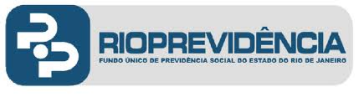 RIOPREVIDÊNCIA
FUNDO ÚNICO DE PREVIDÊNCIA SOCIAL DO ESTADO DO RIO DE JANEIRO